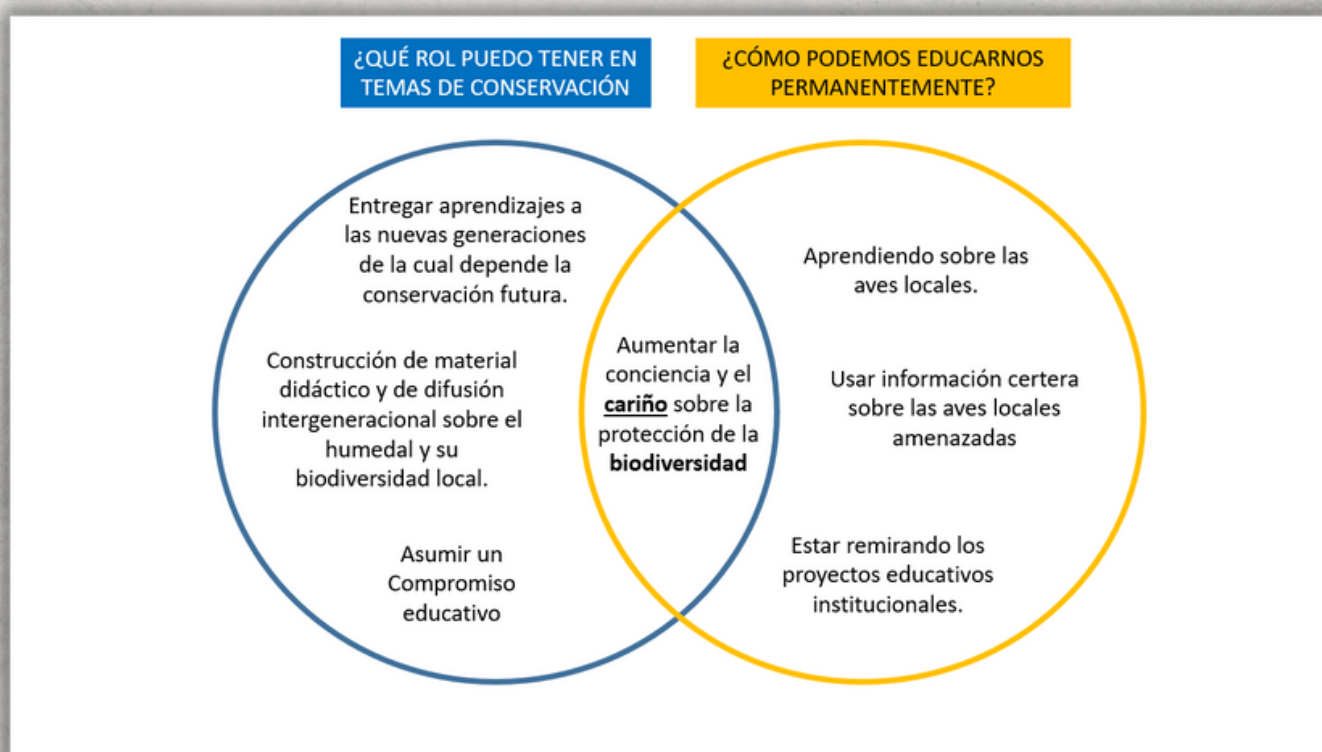 ¿QUÉ ROL PUEDO TENER EN
TEMAS DE CONSERVACIÓN
¿CÓMO PODEMOS EDUCARNOS
PERMANENTEMENTE?
Entregar aprendizajes a
las nuevas generaciones
de la cual depende la
conservación futura.
Construcción de material
didáctico y de difusión
intergeneracional sobre el
humedal y su
biodiversidad local.
Asumir un
Compromiso
educativo
Aumentar la
conciencia y el
cariño sobre la
protección de la
biodiversidad
Aprendiendo sobre las
aves locales.
Usar información certera
sobre las aves locales
amenazadas
Estar remirando los
proyectos educativos
institucionales.